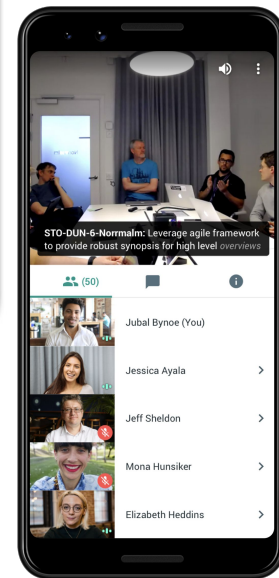 STO-DUN-6-Norrmalm: Leverage agile framework
to provide robust synopsis for high level overviews
(50)
Jubal Bynoe (You)
Jessica Ayala
Jeff Sheldon
Mona Hunsiker
Elizabeth Heddins